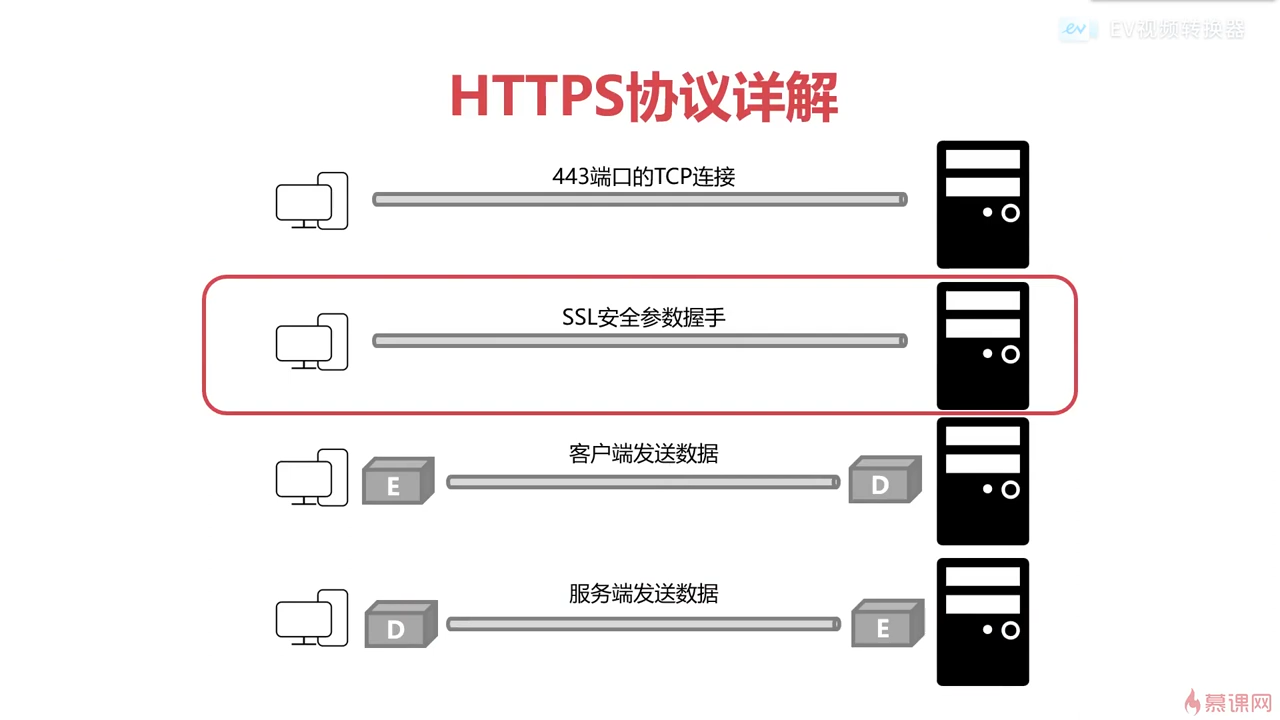 ev EV视频转换器
HTTPS协议详解
443端口的TCP连接
SSL安全参数握手
客户端发送数据
E
D
服务端发送数据
D
E
慕课网